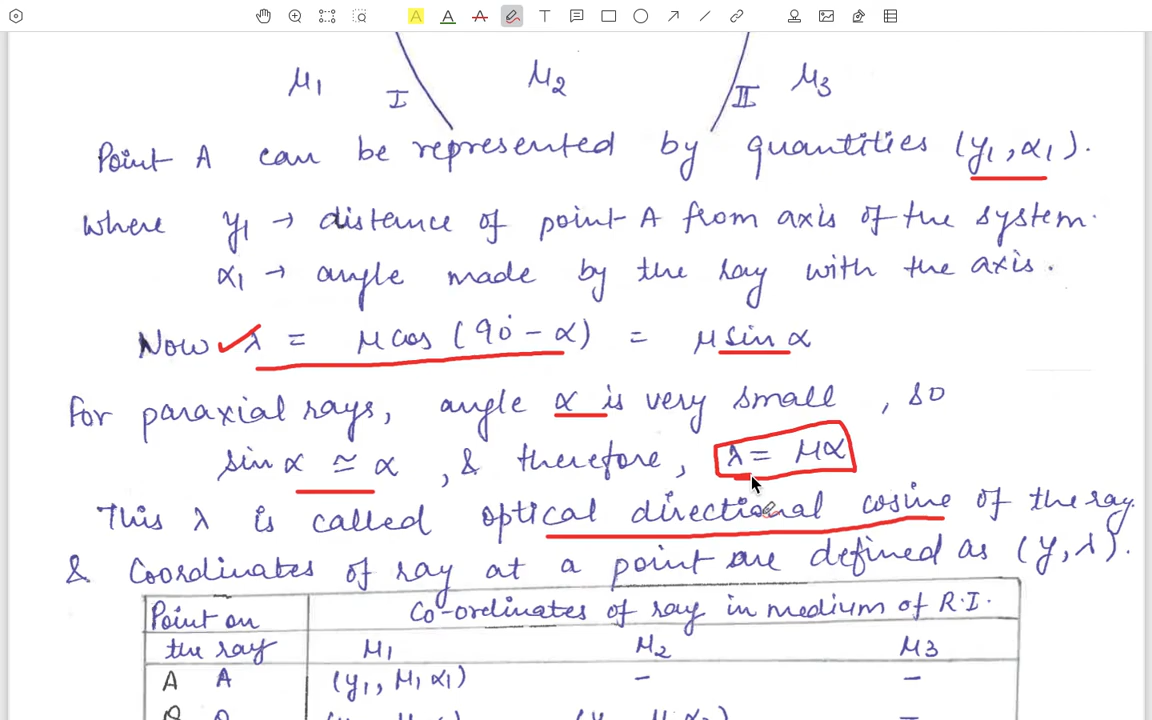 A A A T
μ1 I μ2 II μ3
Point A can be represented by quantities (y1, α1).
where y1 → distance of point A from axis of the system.
α1 → angle made by the ray with the axis.
Now λ = μ cos (90° - α) = μ sin α
For paraxial rays, angle α is very small, so
sin α ≃ α, & therefore, λ = μα
This λ is called optical directional cosine of the ray.
& Coordinates of ray at a point are defined as (y, λ).
Point on the ray
Co-ordinates of ray in medium of R.I.
μ1 μ2 μ3
A A (y1, μ1 α1) - -